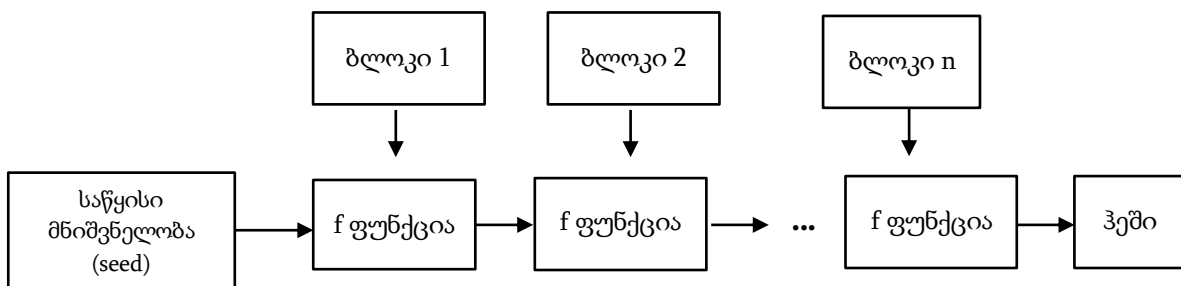 ბლოკი 1
ბლოკი 2
ბლოკი n
საწყისი
მნიშვნელობა
(seed)
f ფუნქცია
f ფუნქცია
...
f ფუნქცია
ჰეში